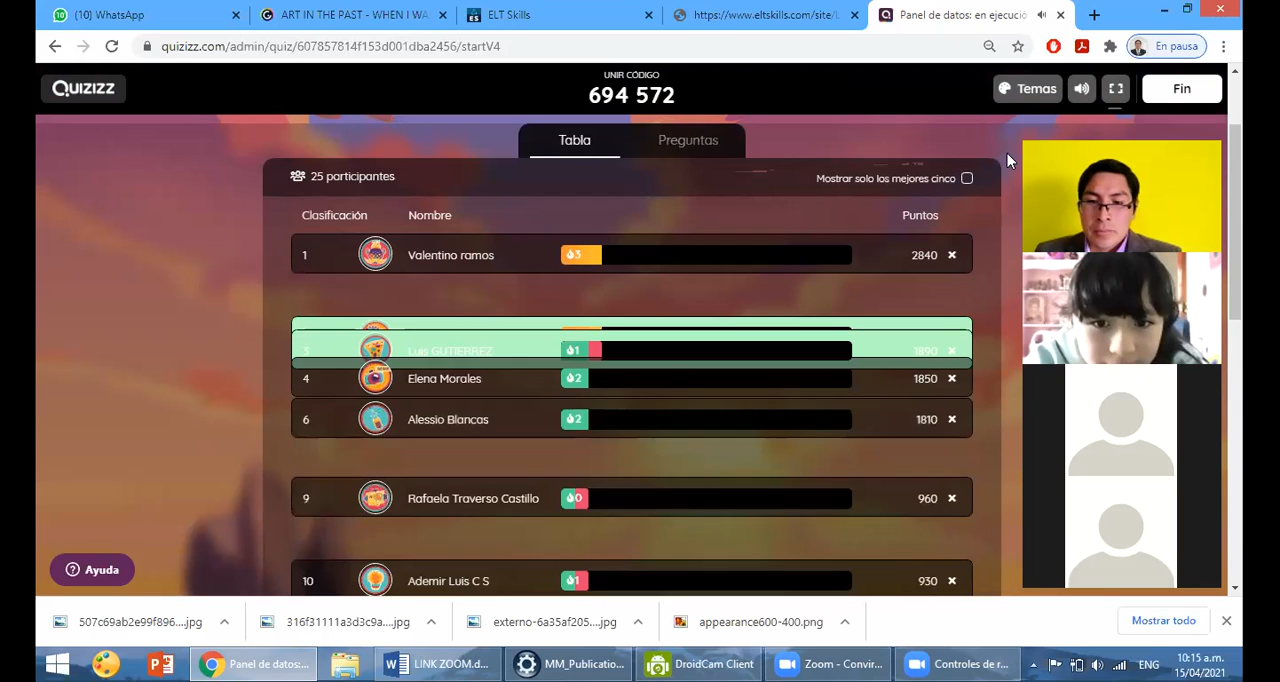 (10) WhatsApp
ART IN THE PAST - WHEN I WA
ELT Skills
https://www.eltskills.com/site/L
Panel de datos: en ejecució
quizizz.com/admin/quiz/607857814f153d001dba2456/startV4
En pausa
QUIZIZZ
UNIR CÓDIGO
694 572
Temas
Fin
Tabla
Preguntas
25 participantes
Mostrar solo los mejores cinco
Clasificación Nombre Puntos
1 Valentino ramos 3 2840
3 Luis GUTIERREZ 1 1890
4 Elena Morales 2 1850
6 Alessio Blancas 2 1810
9 Rafaela Traverso Castillo 0 960
10 Ademir Luis C S 1 930
Ayuda
507c69ab2e99f896....jpg
316f31111a3d3c9a....jpg
externo-6a35af205....jpg
appearance600-400.png
Mostrar todo
Panel de datos:...
LINK ZOOM.d...
MM_Publicatio...
DroidCam Client
Zoom - Convir...
Controles de r...
ENG
10:15 a.m.
15/04/2021